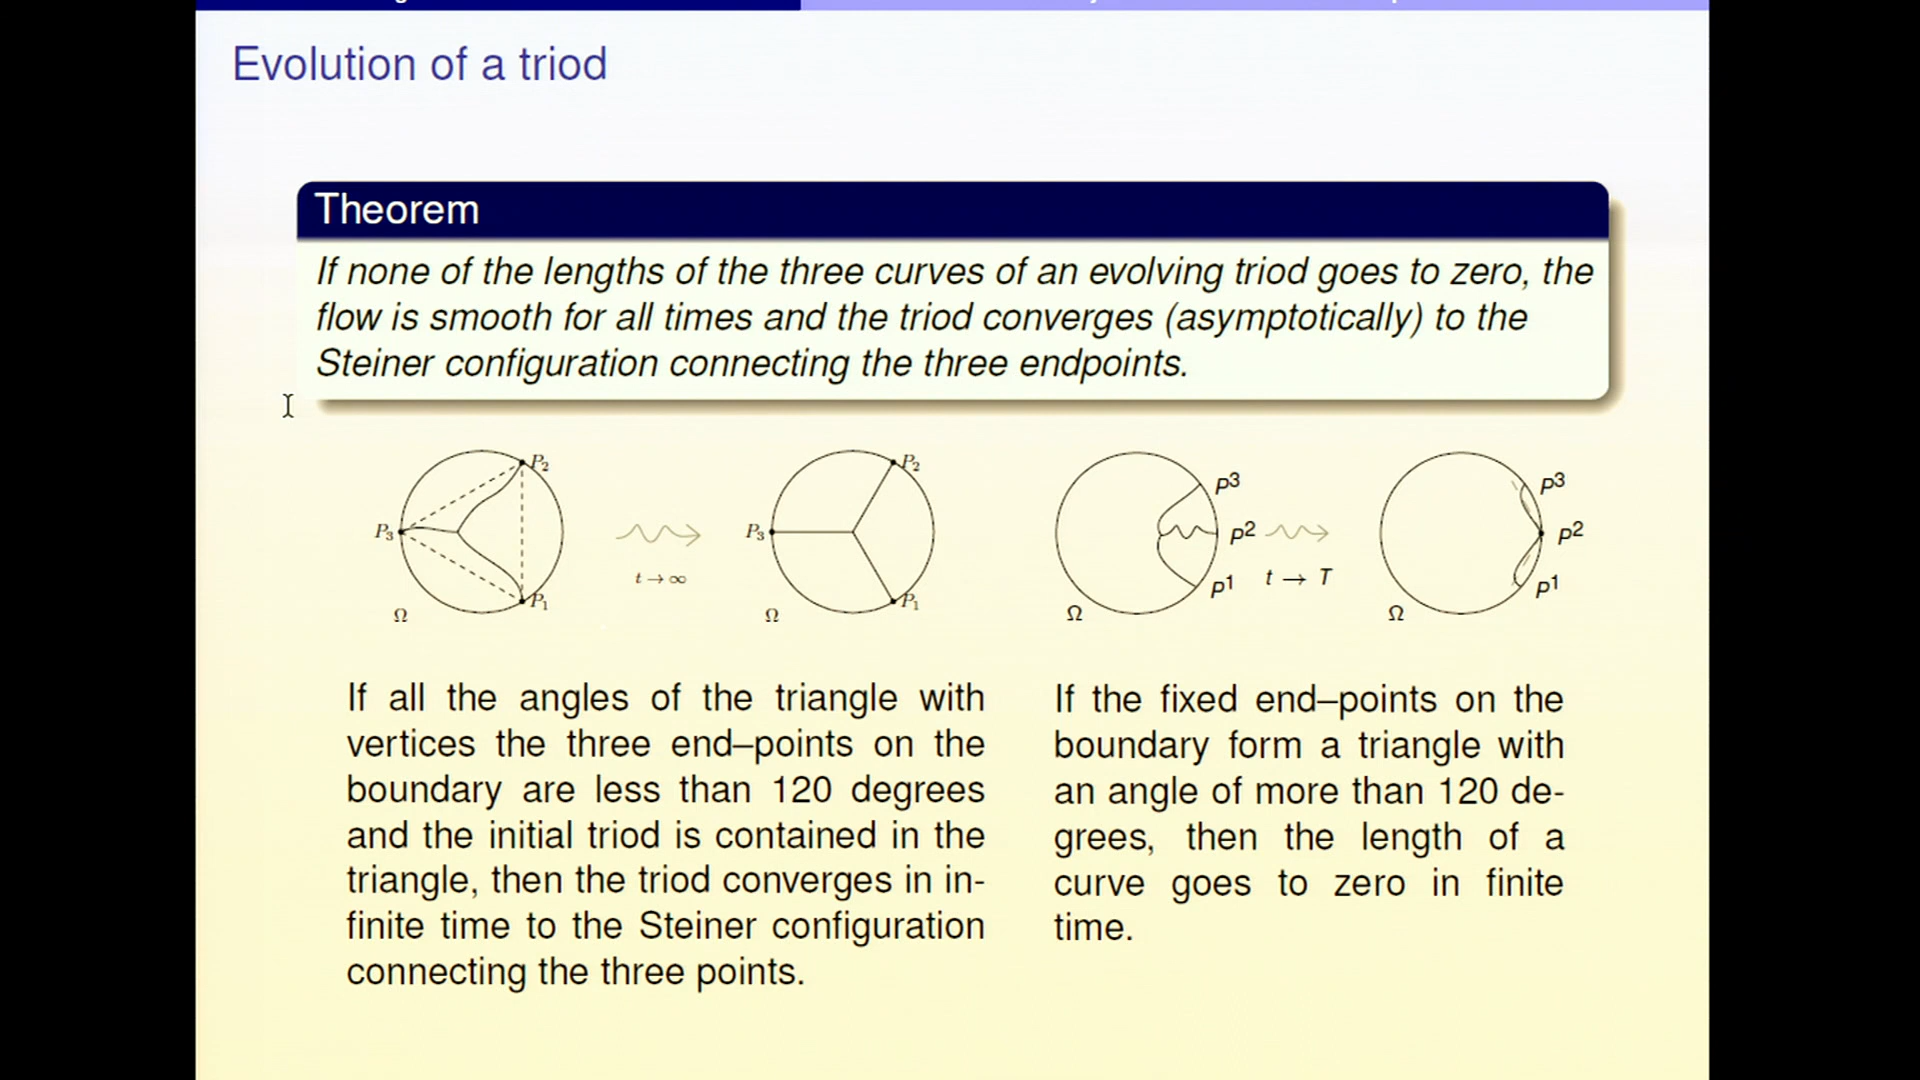 Evolution of a triod
Theorem
If none of the lengths of the three curves of an evolving triod goes to zero, the
flow is smooth for all times and the triod converges (asymptotically) to the
Steiner configuration connecting the three endpoints.
P₂
P₃
P₁
Ω
t → ∞
P₂
P₃
P₁
Ω
P³
P²
P¹
Ω
t → T
P³
P²
P¹
Ω
If all the angles of the triangle with
vertices the three end–points on the
boundary are less than 120 degrees
and the initial triod is contained in the
triangle, then the triod converges in in-
finite time to the Steiner configuration
connecting the three points.
If the fixed end–points on the
boundary form a triangle with
an angle of more than 120 de-
grees, then the length of a
curve goes to zero in finite
time.